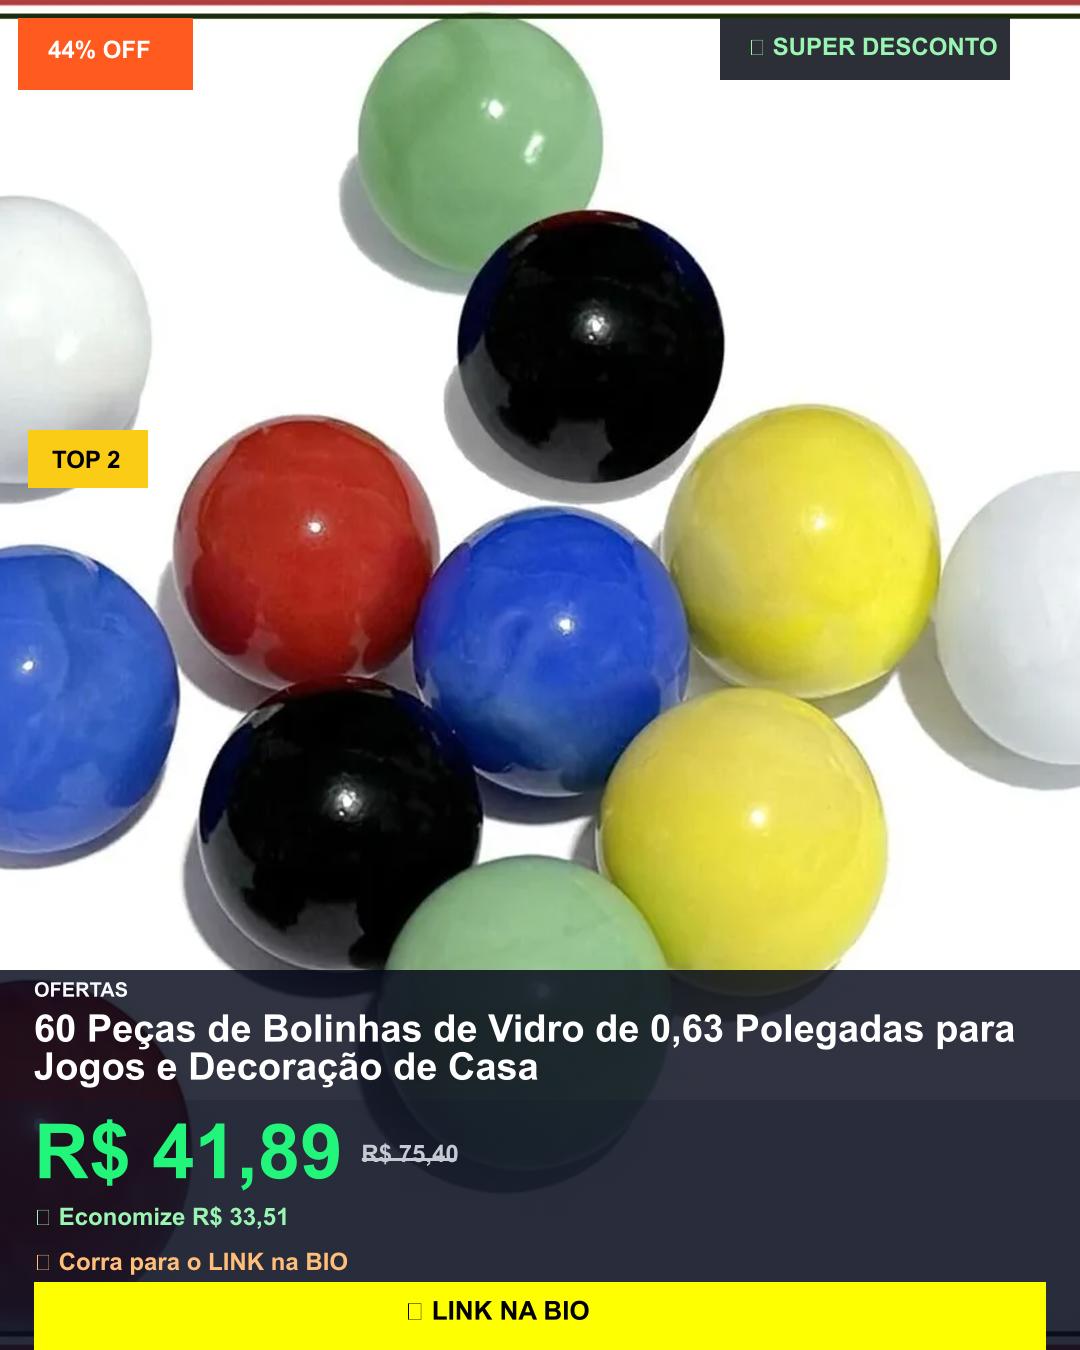 44% OFF
SUPER DESCONTO
TOP 2
OFERTAS
60 Peças de Bolinhas de Vidro de 0,63 Polegadas para
Jogos e Decoração de Casa
R$ 41,89 R$ 75,40
Economize R$ 33,51
Corra para o LINK na BIO
LINK NA BIO